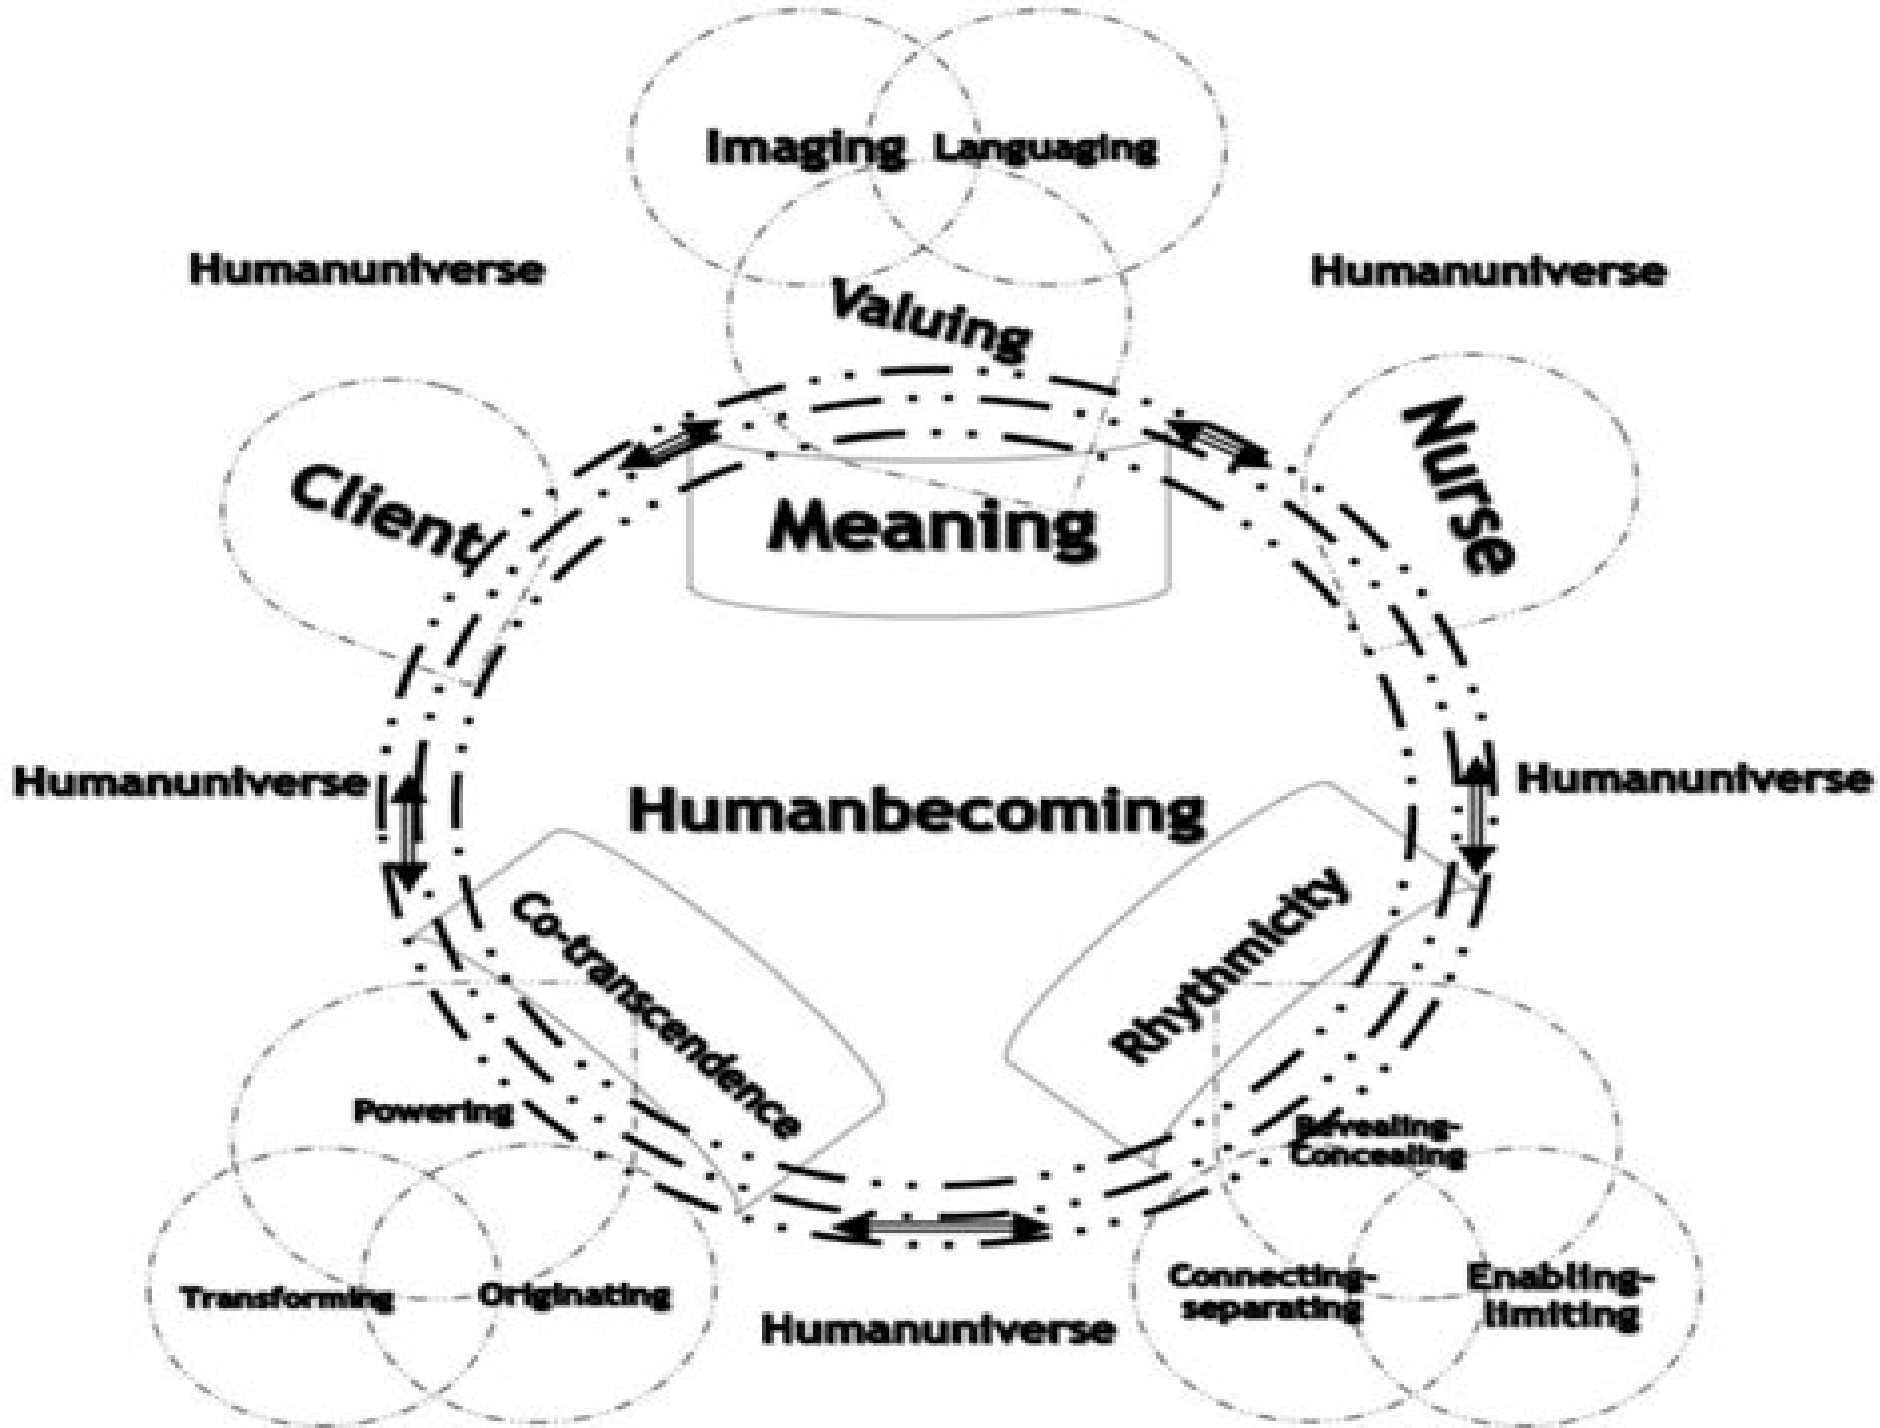 Imaging
Languaging
Humanuniverse
Humanuniverse
Valuing
Client
Nurse
Meaning
Humanuniverse
Humanbecoming
Humanuniverse
Co-transcendence
Rhythmicity
Powering
Revealing-
Concealing
Transforming
Originating
Connecting-
separating
Enabling-
limiting
Humanuniverse